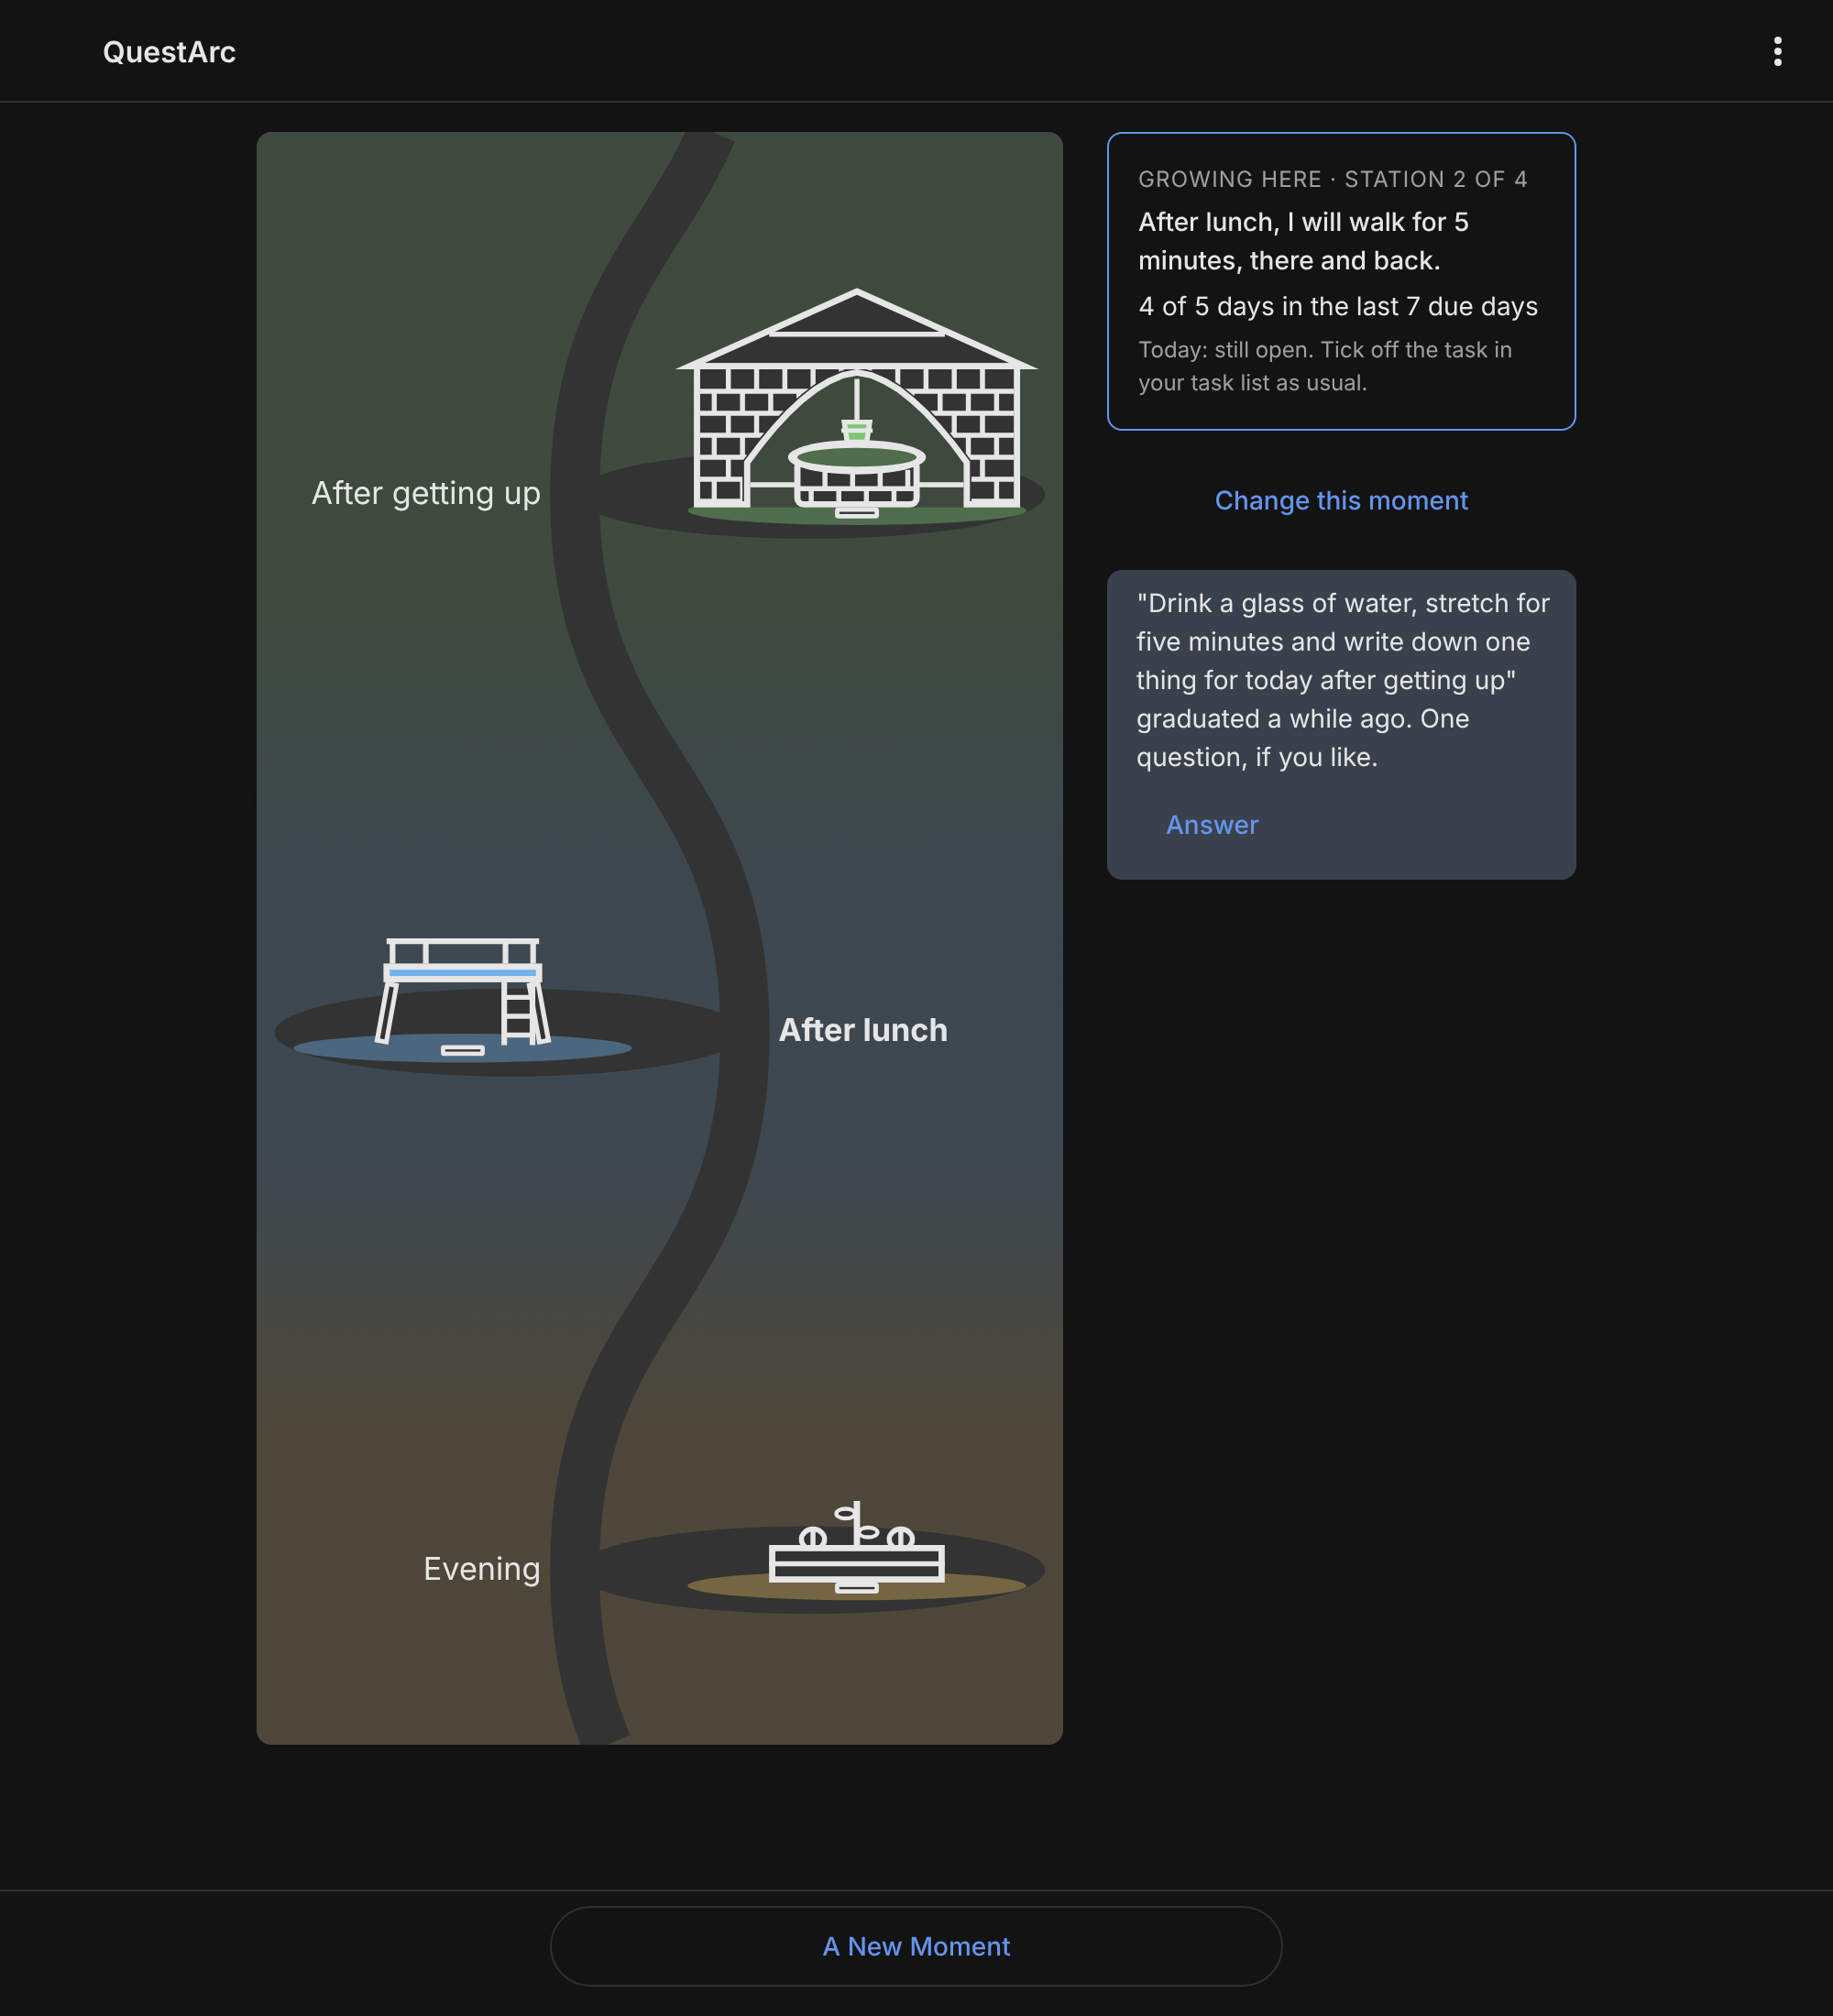 QuestArc
After getting up
After lunch
Evening
GROWING HERE · STATION 2 OF 4
After lunch, I will walk for 5
minutes, there and back.
4 of 5 days in the last 7 due days
Today: still open. Tick off the task in
your task list as usual.
Change this moment
"Drink a glass of water, stretch for
five minutes and write down one
thing for today after getting up"
graduated a while ago. One
question, if you like.
Answer
A New Moment